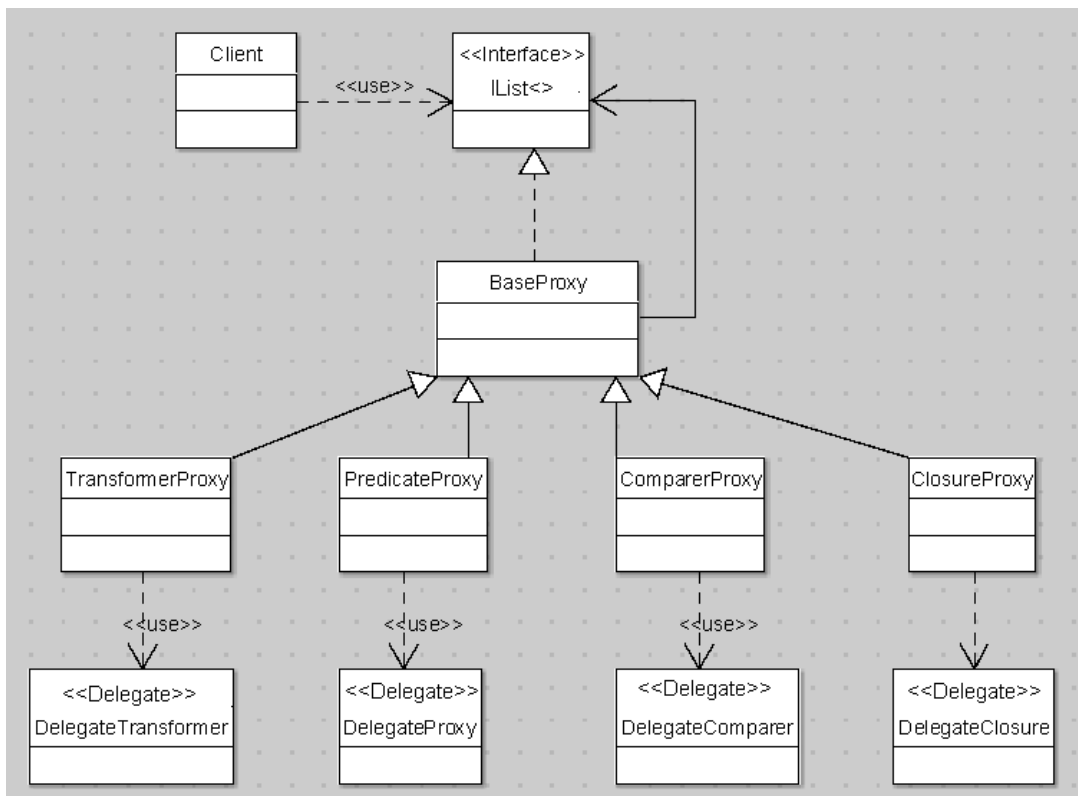 Client
<<Interface>>
IList<>
<<use>>
BaseProxy
TransformerProxy
PredicateProxy
ComparerProxy
ClosureProxy
<<use>>
<<use>>
<<use>>
<<Delegate>>
DelegateTransformer
<<Delegate>>
DelegateProxy
<<Delegate>>
DelegateComparer
<<Delegate>>
DelegateClosure